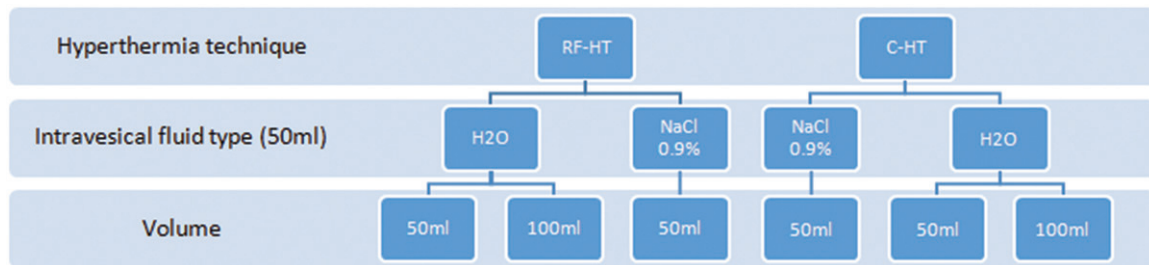 Hyperthermia technique
RF-HT
C-HT
Intravesical fluid type (50ml)
H2O
NaCl
0.9%
NaCl
0.9%
H2O
Volume
50ml
100ml
50ml
50ml
50ml
100ml